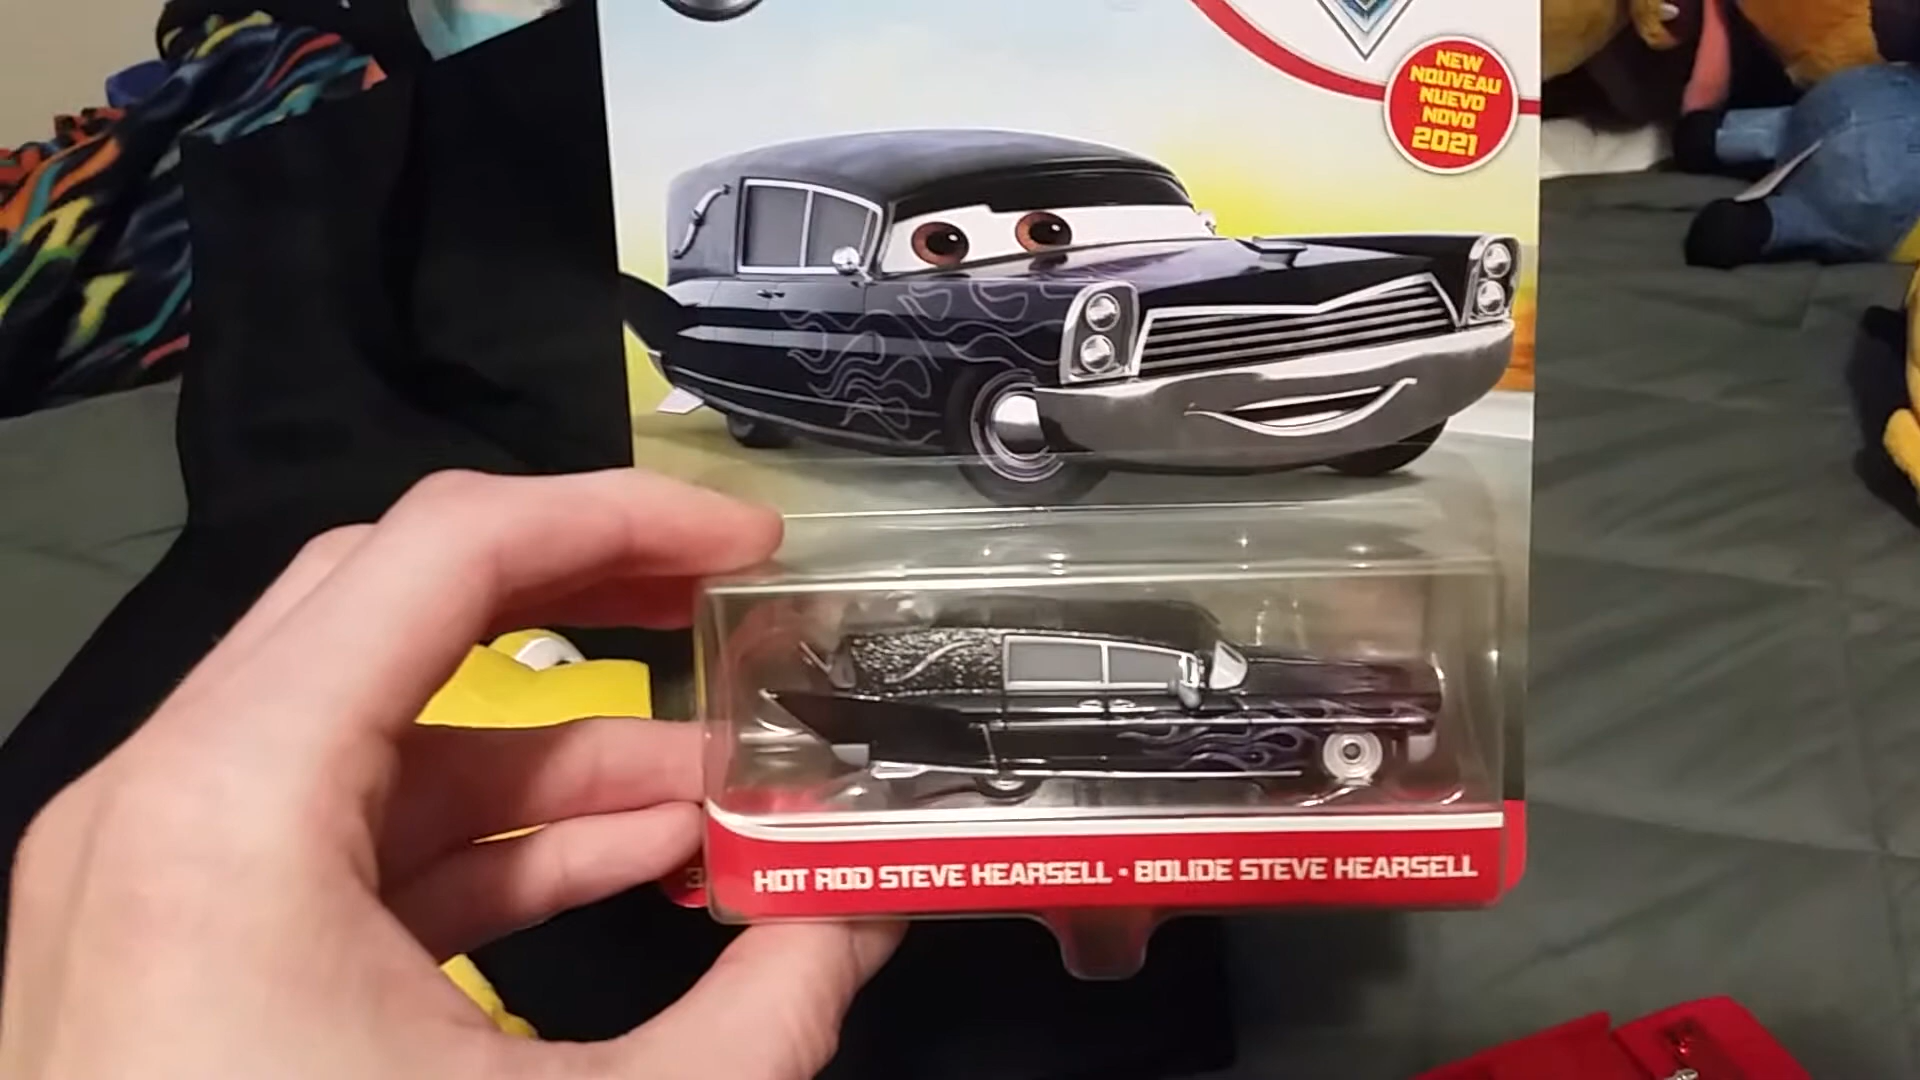 NEW
NOUVEAU
NUEVO
NOVO
2021
HOT ROD STEVE HEARSELL • BOLIDE STEVE HEARSELL